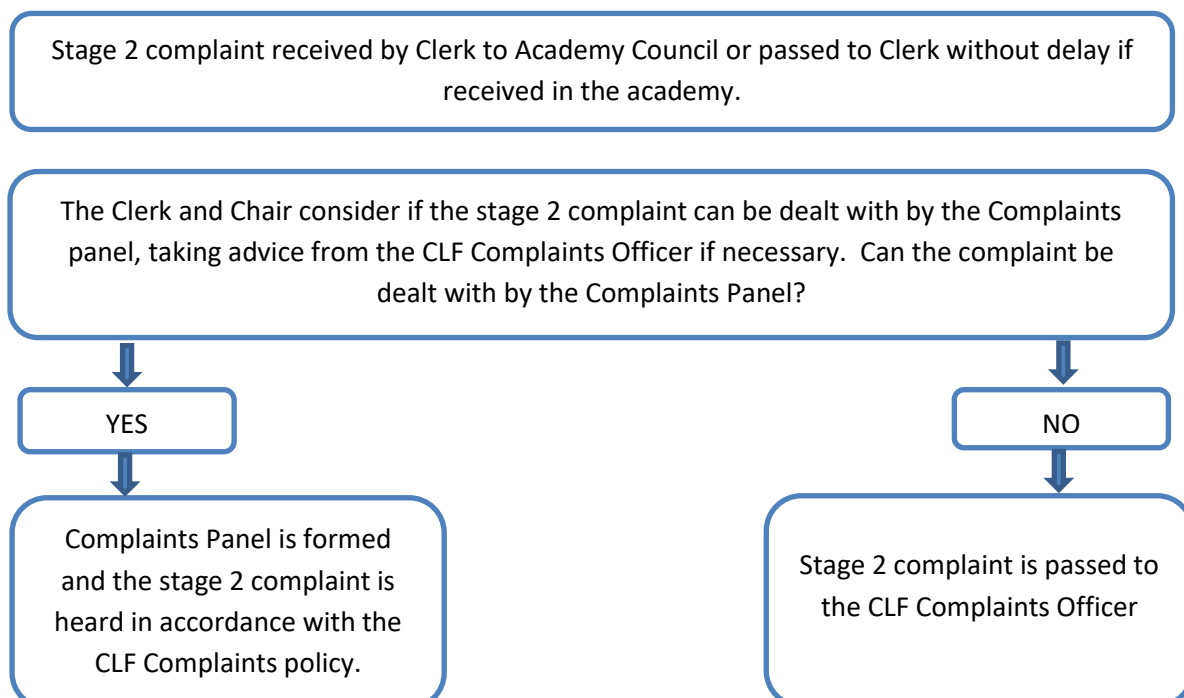 Stage 2 complaint received by Clerk to Academy Council or passed to Clerk without delay if
received in the academy.
The Clerk and Chair consider if the stage 2 complaint can be dealt with by the Complaints
panel, taking advice from the CLF Complaints Officer if necessary.  Can the complaint be
dealt with by the Complaints Panel?
YES
NO
Complaints Panel is formed
and the stage 2 complaint is
heard in accordance with the
CLF Complaints policy.
Stage 2 complaint is passed to
the CLF Complaints Officer